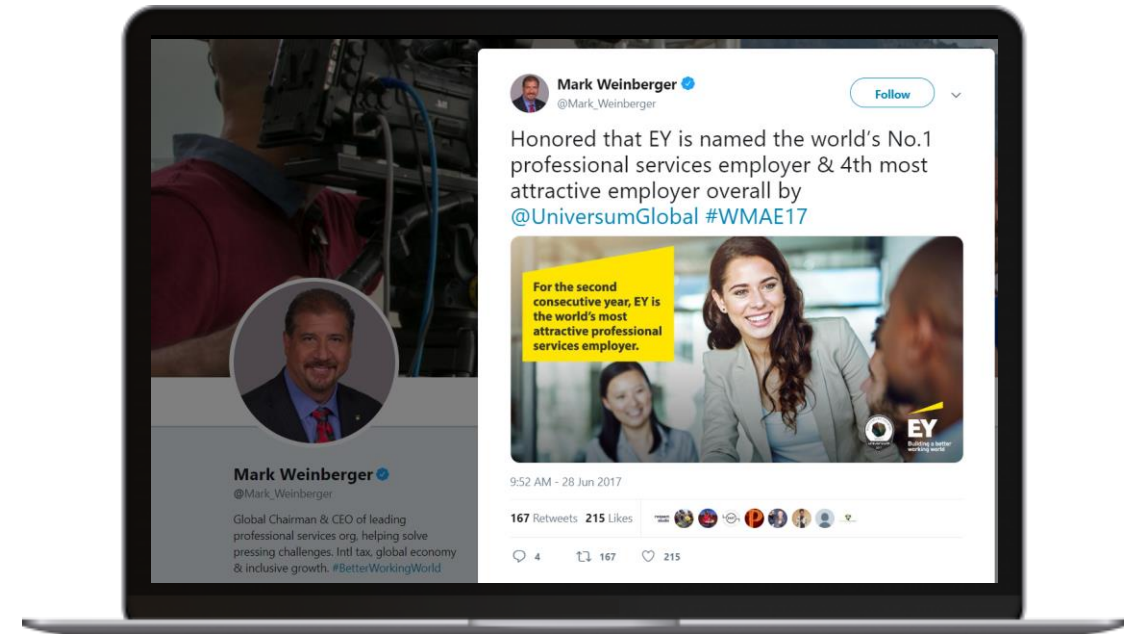 Mark Weinberger
@Mark_Weinberger
Global Chairman & CEO of leading
professional services org, helping solve
pressing challenges. Intl tax, global economy
& inclusive growth. #BetterWorkingWorld
Mark Weinberger
@Mark_Weinberger
Follow
Honored that EY is named the world's No.1
professional services employer & 4th most
attractive employer overall by
@UniversumGlobal #WMAE17
For the second
consecutive year, EY is
the world's most
attractive professional
services employer.
EY
Building a better
working world
9:52 AM - 28 Jun 2017
167 Retweets 215 Likes
4 167 215